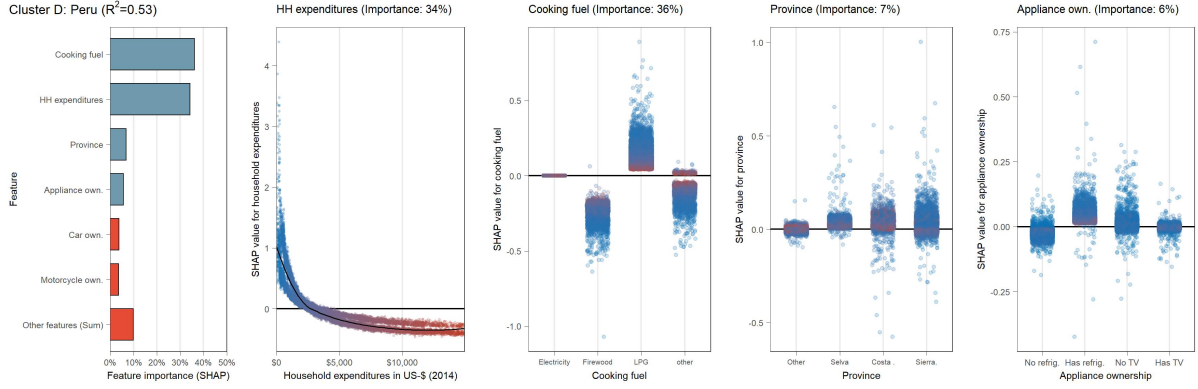 Cluster D: Peru (R²=0.53)
Feature
Cooking fuel
HH expenditures
Province
Appliance own.
Car own.
Motorcycle own.
Other features (Sum)
0% 10% 20% 30% 40% 50%
Feature importance (SHAP)
HH expenditures (Importance: 34%)
SHAP value for household expenditures
4
3
2
1
0
$0 $5,000 $10,000
Household expenditures in US-$ (2014)
Cooking fuel (Importance: 36%)
SHAP value for cooking fuel
0.5
0.0
-0.5
-1.0
Electricity Firewood LPG other
Cooking fuel
Province (Importance: 7%)
SHAP value for province
1.0
0.5
0.0
-0.5
Other Selva Costa . Sierra.
Province
Appliance own. (Importance: 6%)
SHAP value for appliance ownership
0.75
0.50
0.25
0.00
-0.25
No refrig. Has refrig. No TV Has TV
Appliance ownership